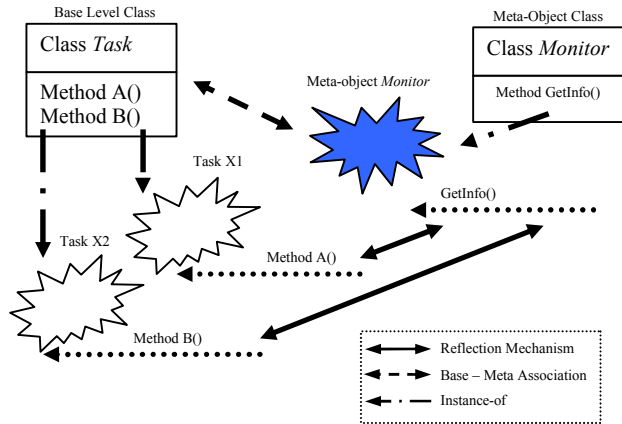 Base Level Class
Meta-Object Class
Class Task
Class Monitor
Method A()
Method B()
Meta-object Monitor
Method GetInfo()
Task X1
GetInfo()
Task X2
Method A()
Method B()
Reflection Mechanism
Base – Meta Association
Instance-of